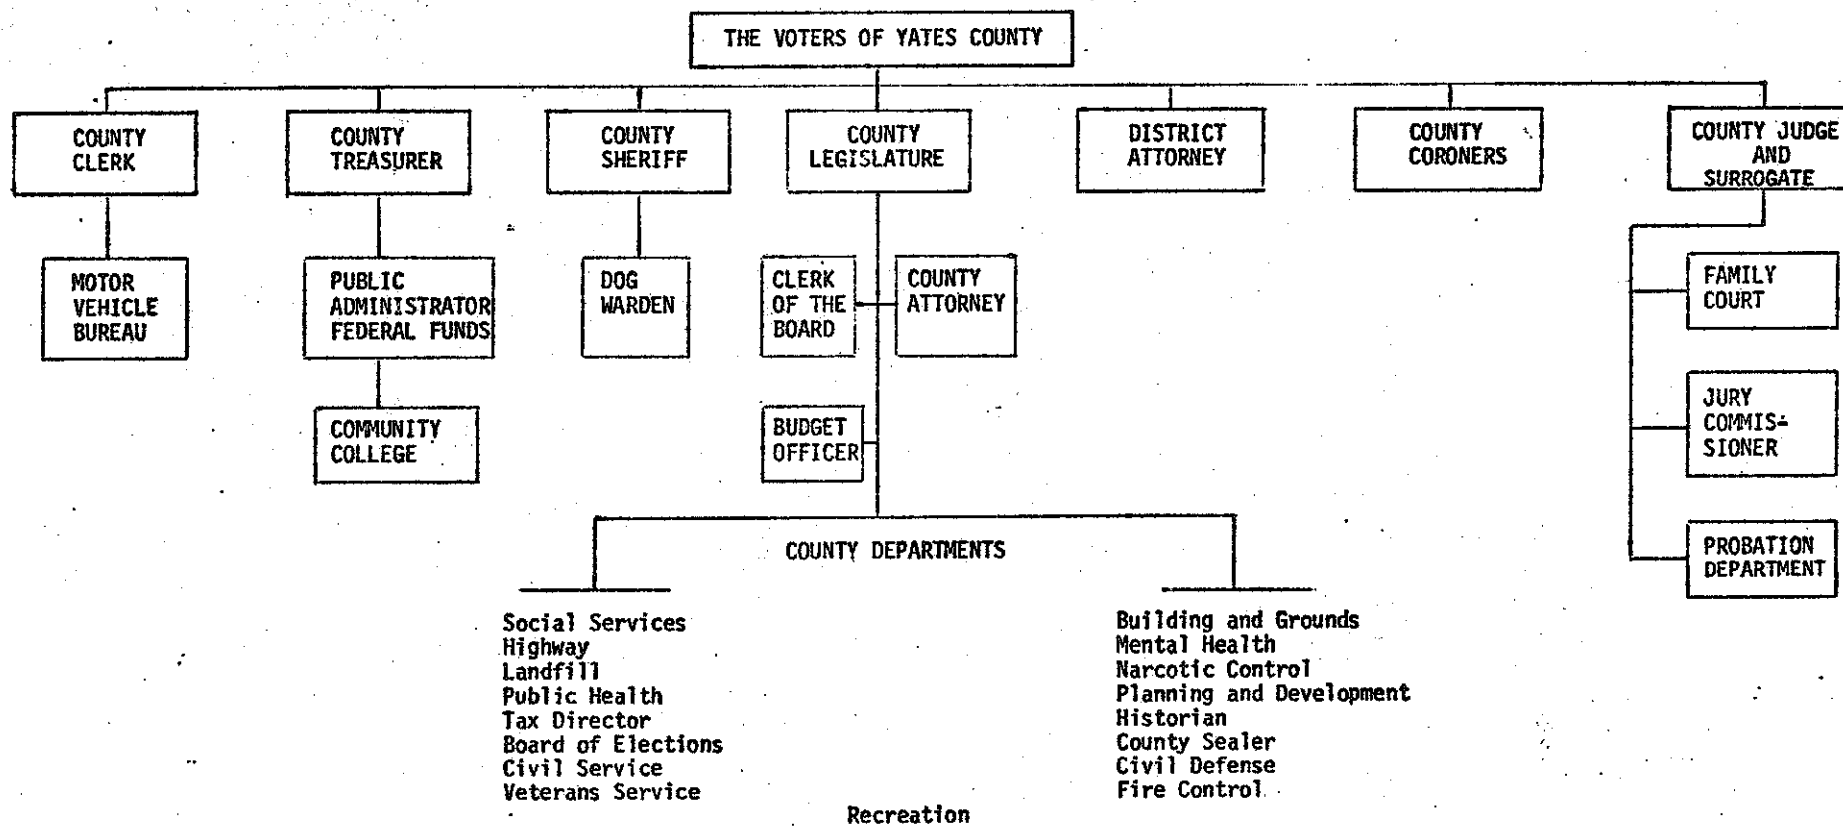 THE VOTERS OF YATES COUNTY
COUNTY
CLERK
COUNTY
TREASURER
COUNTY
SHERIFF
COUNTY
LEGISLATURE
DISTRICT
ATTORNEY
COUNTY
CORONERS
COUNTY JUDGE
AND
SURROGATE
MOTOR
VEHICLE
BUREAU
PUBLIC
ADMINISTRATOR
FEDERAL FUNDS
DOG
WARDEN
CLERK
OF THE
BOARD
COUNTY
ATTORNEY
FAMILY
COURT
COMMUNITY
COLLEGE
BUDGET
OFFICER
JURY
COMMIS-
SIONER
PROBATION
DEPARTMENT
COUNTY DEPARTMENTS
Social Services
Highway
Landfill
Public Health
Tax Director
Board of Elections
Civil Service
Veterans Service
Building and Grounds
Mental Health
Narcotic Control
Planning and Development
Historian
County Sealer
Civil Defense
Fire Control
Recreation